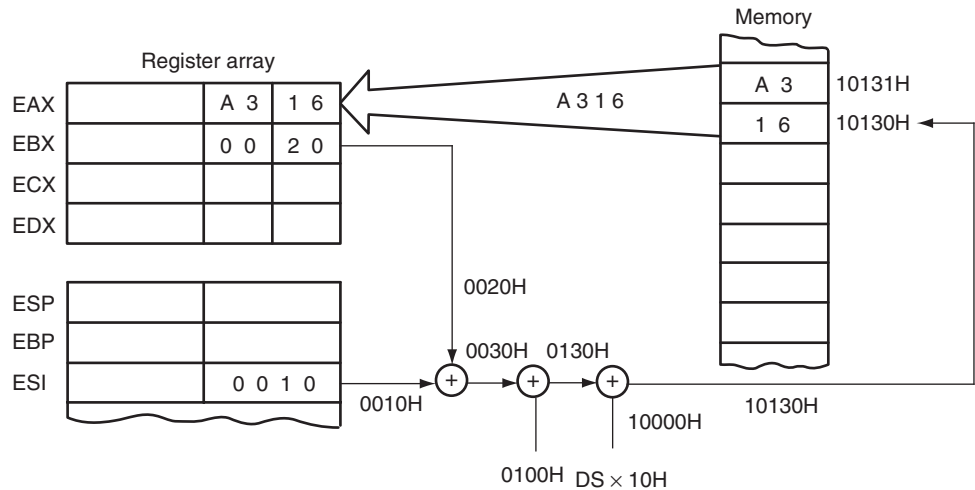 Memory
Register array
A 3 10131H
EAX A 3 1 6
A 3 1 6
1 6 10130H
EBX 0 0 2 0
ECX
EDX
0020H
ESP
EBP
0030H 0130H
ESI 0 0 1 0
+ + +
0010H
10000H
10130H
0100H DS × 10H